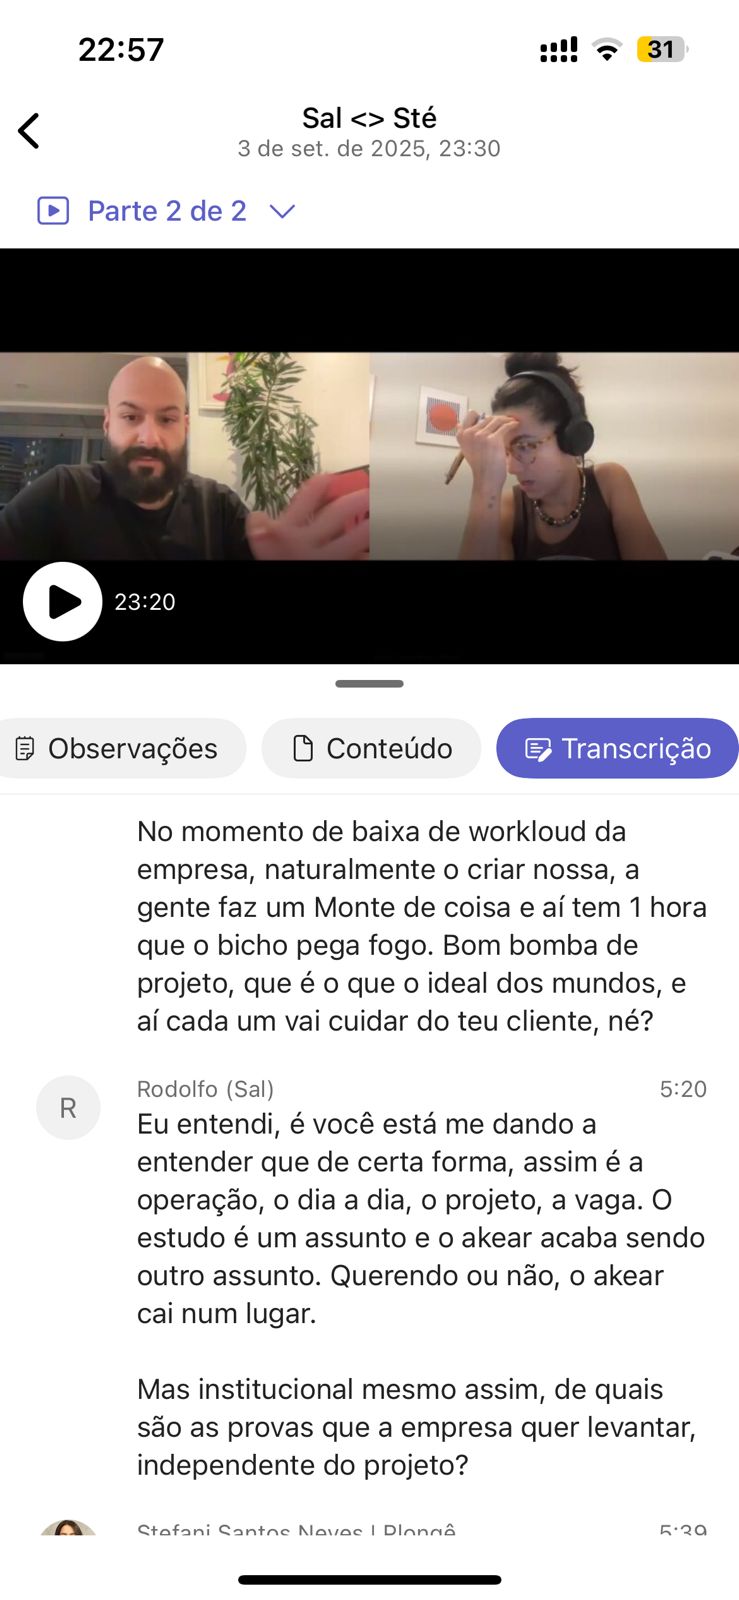 22:57
31
Sal <> Sté
3 de set. de 2025, 23:30
Parte 2 de 2
23:20
Observações
Conteúdo
Transcrição
No momento de baixa de workloud da
empresa, naturalmente o criar nossa, a
gente faz um Monte de coisa e aí tem 1 hora
que o bicho pega fogo. Bom bomba de
projeto, que é o que o ideal dos mundos, e
aí cada um vai cuidar do teu cliente, né?
R
Rodolfo (Sal)
5:20
Eu entendi, é você está me dando a
entender que de certa forma, assim é a
operação, o dia a dia, o projeto, a vaga. O
estudo é um assunto e o akear acaba sendo
outro assunto. Querendo ou não, o akear
cai num lugar.
Mas institucional mesmo assim, de quais
são as provas que a empresa quer levantar,
independente do projeto?
Stefani Santos Neves | Plongê
5:39